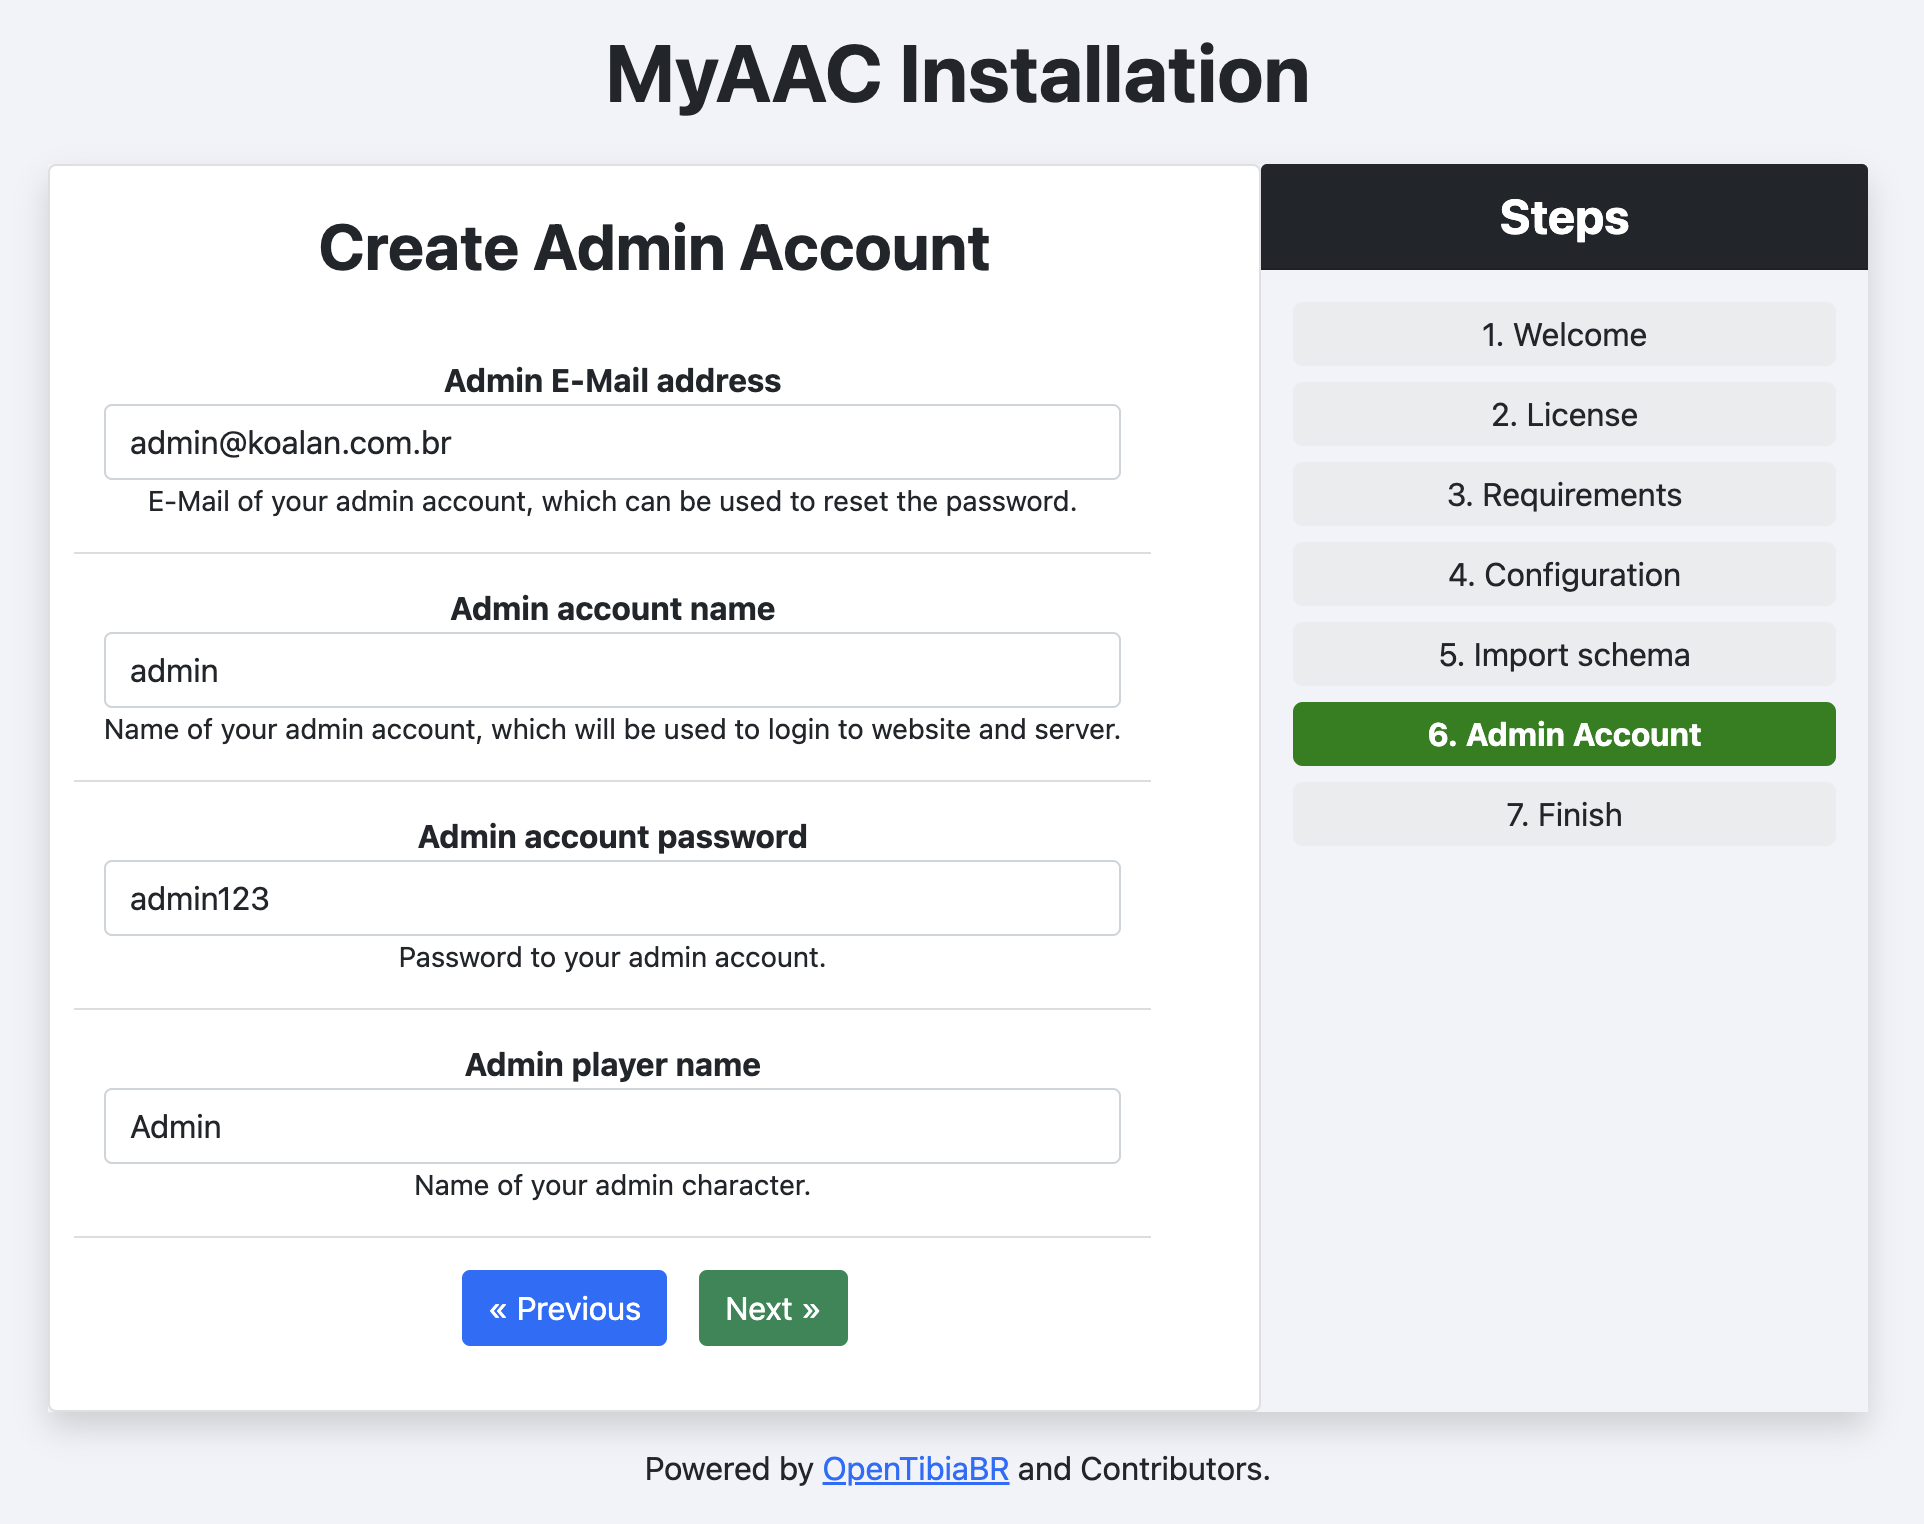 MyAAC Installation
Create Admin Account
Admin E-Mail address
admin@koalan.com.br
E-Mail of your admin account, which can be used to reset the password.
Admin account name
admin
Name of your admin account, which will be used to login to website and server.
Admin account password
admin123
Password to your admin account.
Admin player name
Admin
Name of your admin character.
« Previous
Next »
Steps
1. Welcome
2. License
3. Requirements
4. Configuration
5. Import schema
6. Admin Account
7. Finish
Powered by OpenTibiaBR and Contributors.